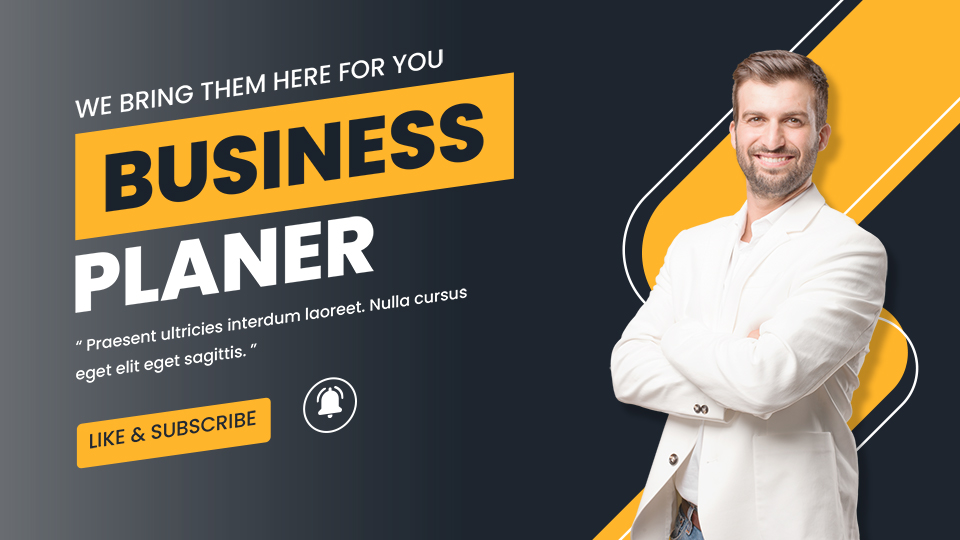 WE BRING THEM HERE FOR YOU
BUSINESS
PLANER
“ Praesent ultricies interdum laoreet. Nulla cursus
eget elit eget sagittis. ”
LIKE & SUBSCRIBE